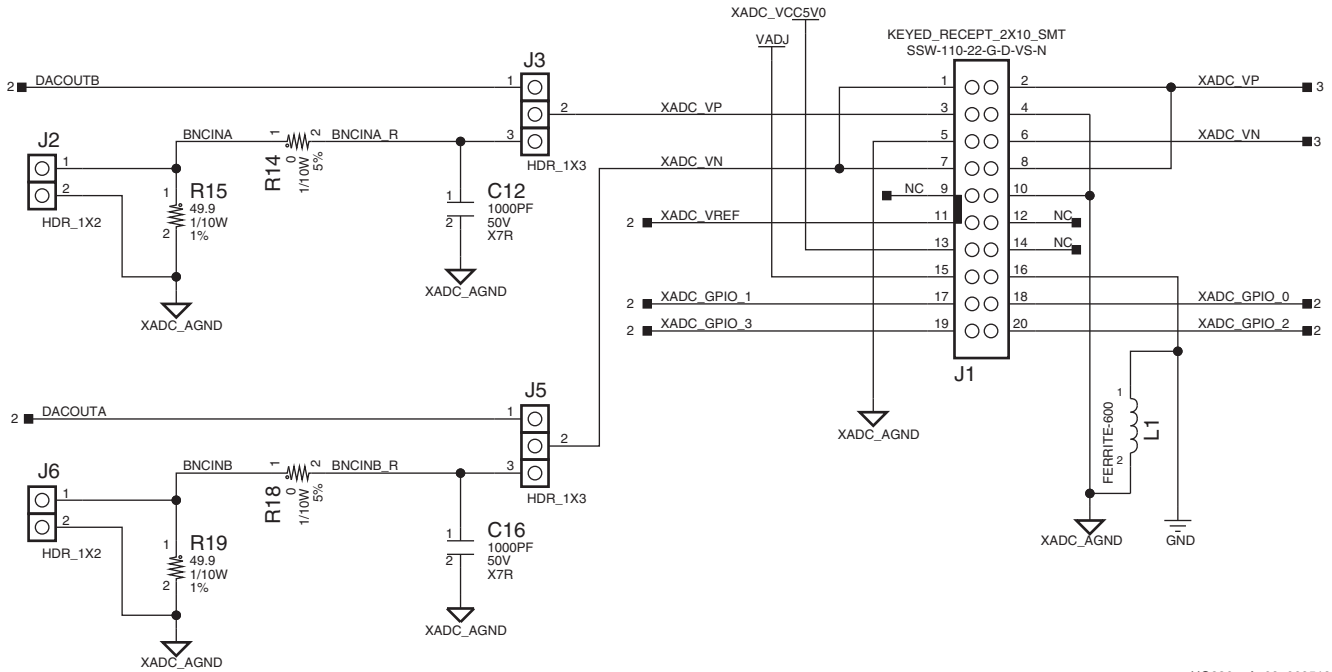 XADC_VCC5V0
VADJ
KEYED_RECEPT_2X10_SMT
SSW-110-22-G-D-VS-N
2 DACOUTB
J3
1
2
3
HDR_1X3
XADC_VP
XADC_VN
J2
1
2
HDR_1X2
BNCINA
1 2
R14
0
1/10W
5%
BNCINA_R
1
2
R15
49.9
1/10W
1%
XADC_AGND
1
2
C12
1000PF
50V
X7R
XADC_AGND
1 2 XADC_VP 3
3 4
5 6 XADC_VN 3
7 8
NC 9 10
2 XADC_VREF 11 12 NC
13 14 NC
15 16
2 XADC_GPIO_1 17 18 XADC_GPIO_0 2
2 XADC_GPIO_3 19 20 XADC_GPIO_2 2
J1
XADC_AGND
FERRITE-600
1
2
L1
XADC_AGND
GND
2 DACOUTA
J5
1
2
3
HDR_1X3
J6
1
2
HDR_1X2
BNCINB
1 2
R18
0
1/10W
5%
BNCINB_R
1
2
R19
49.9
1/10W
1%
XADC_AGND
1
2
C16
1000PF
50V
X7R
XADC_AGND